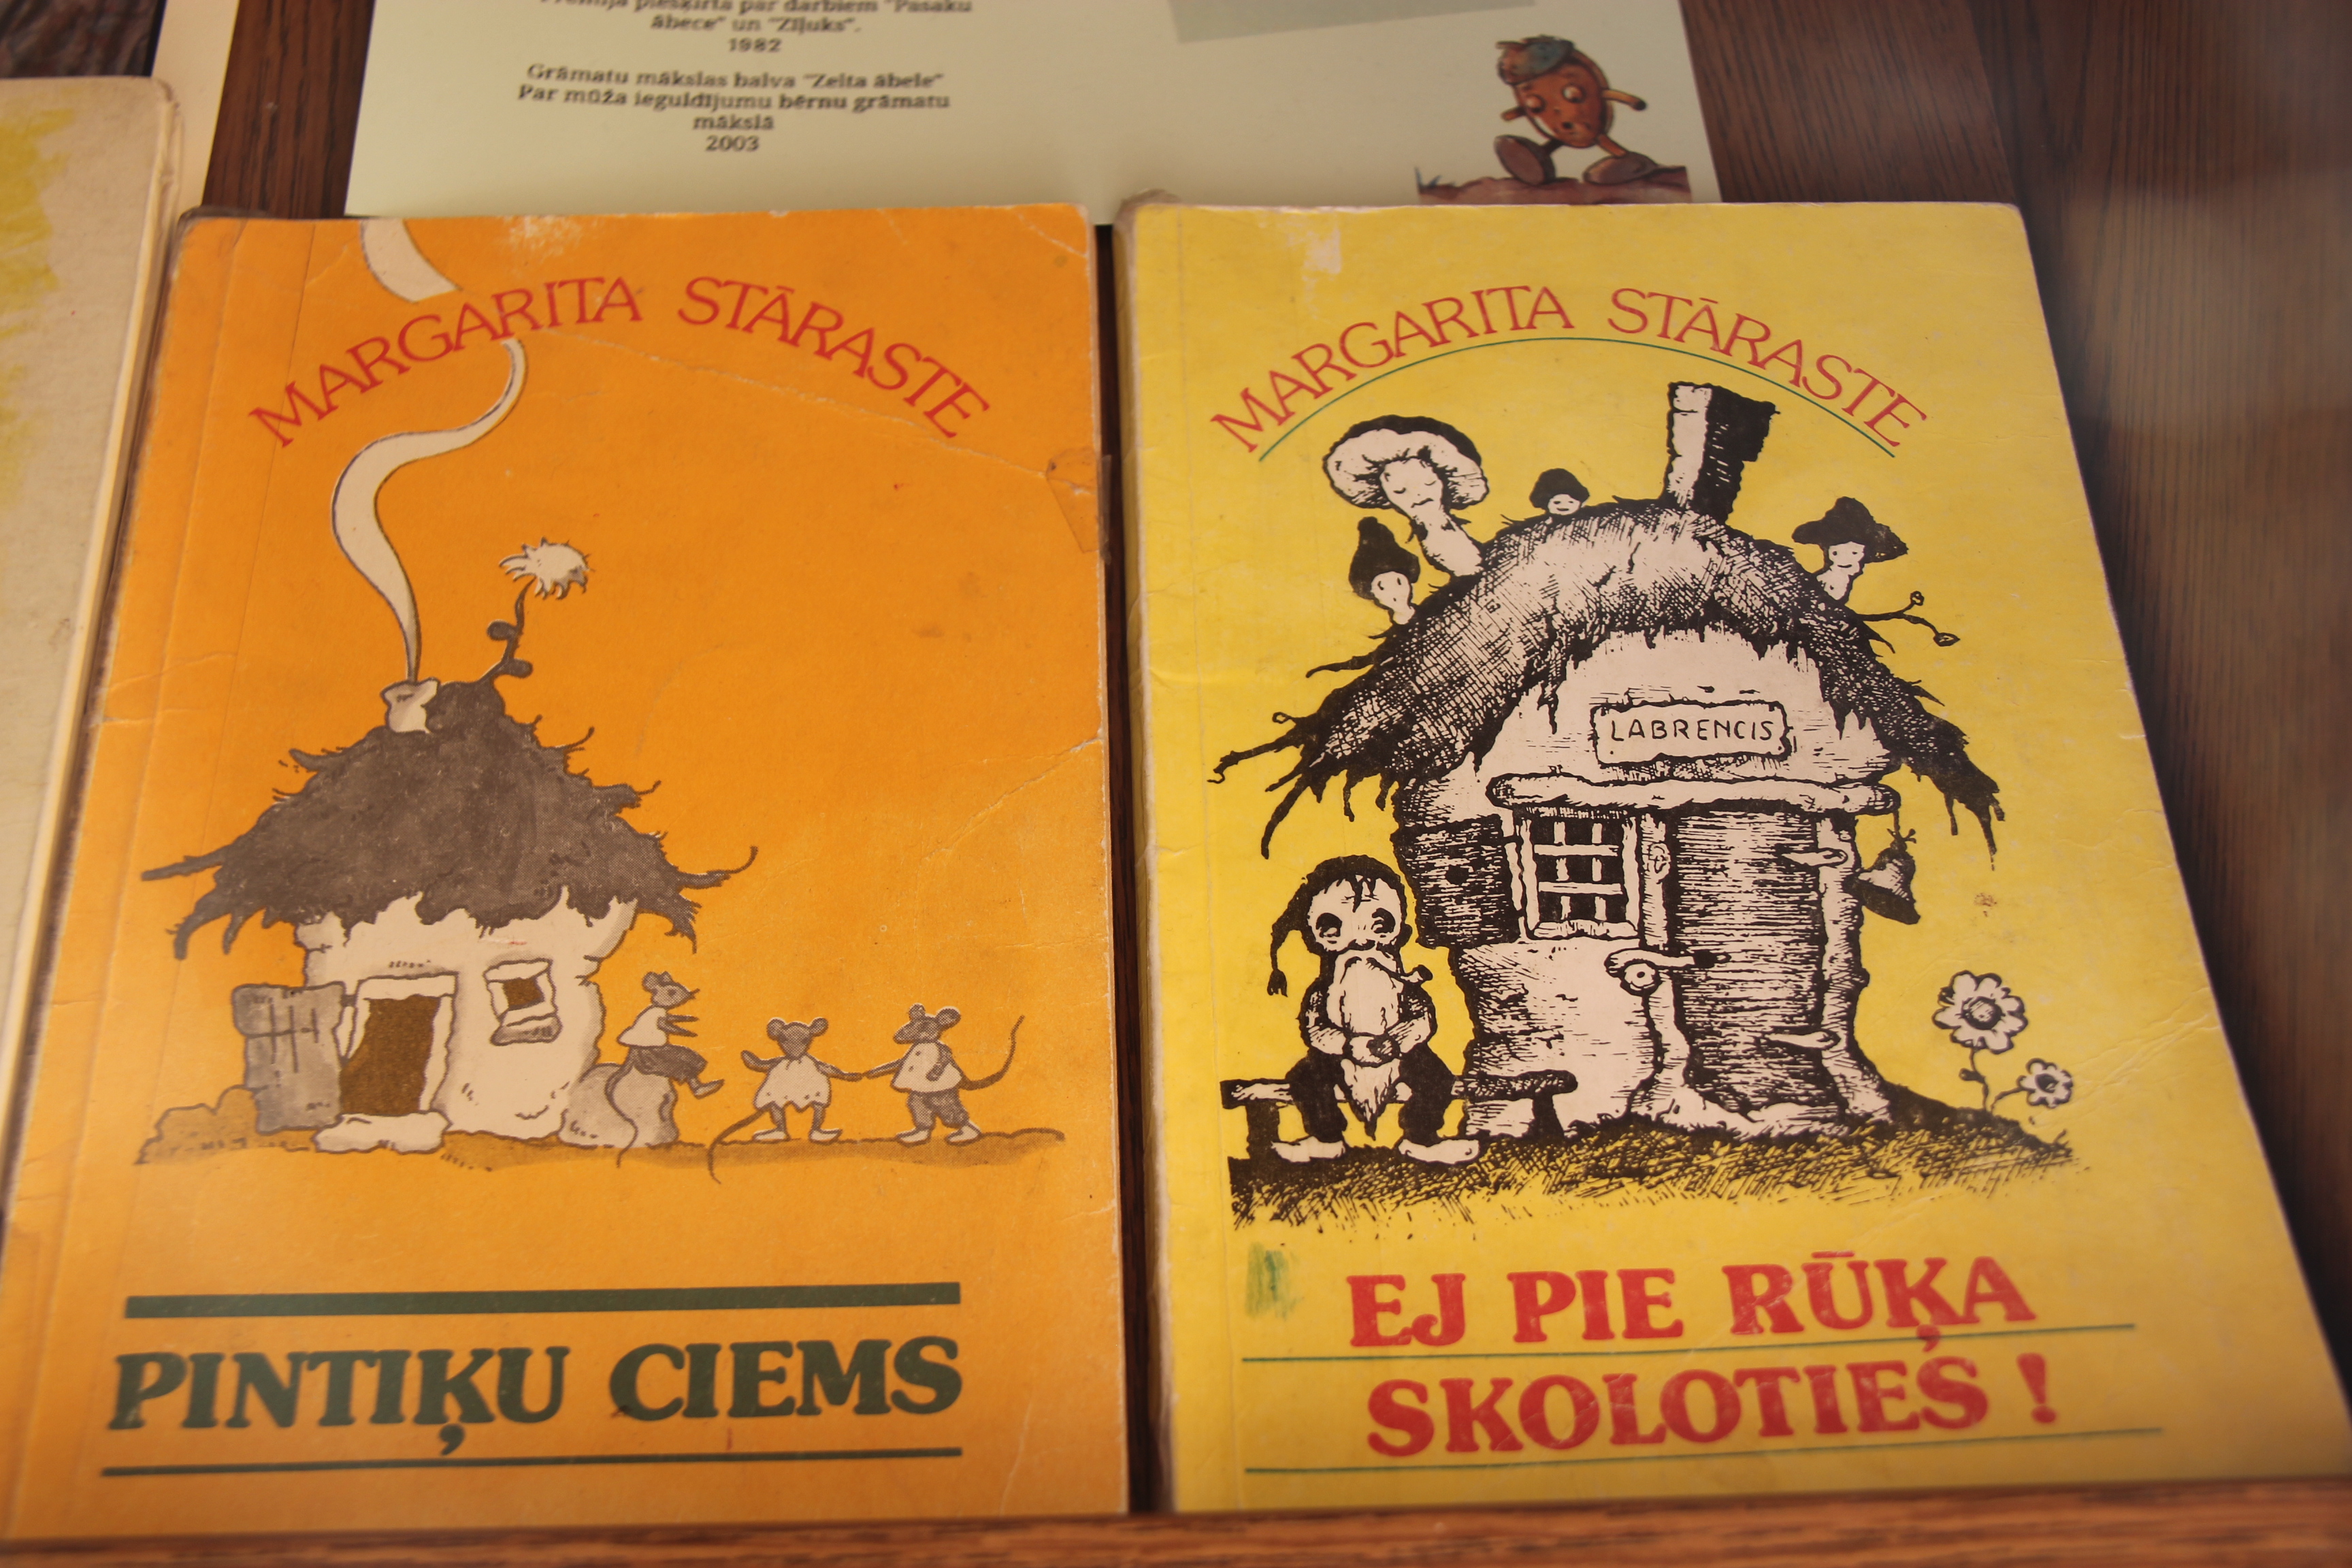 Prēmija piešķirta par darbiem "Pasaku
ābece" un "Zīļuks".
1982
Grāmatu mākslas balva "Zelta ābele"
Par mūža ieguldījumu bērnu grāmatu
mākslā
2003
MARGARITA STĀRASTE
PINTIĶU CIEMS
MARGARITA STĀRASTE
LABRENCIS
EJ PIE RŪĶA
SKOLOTIES !